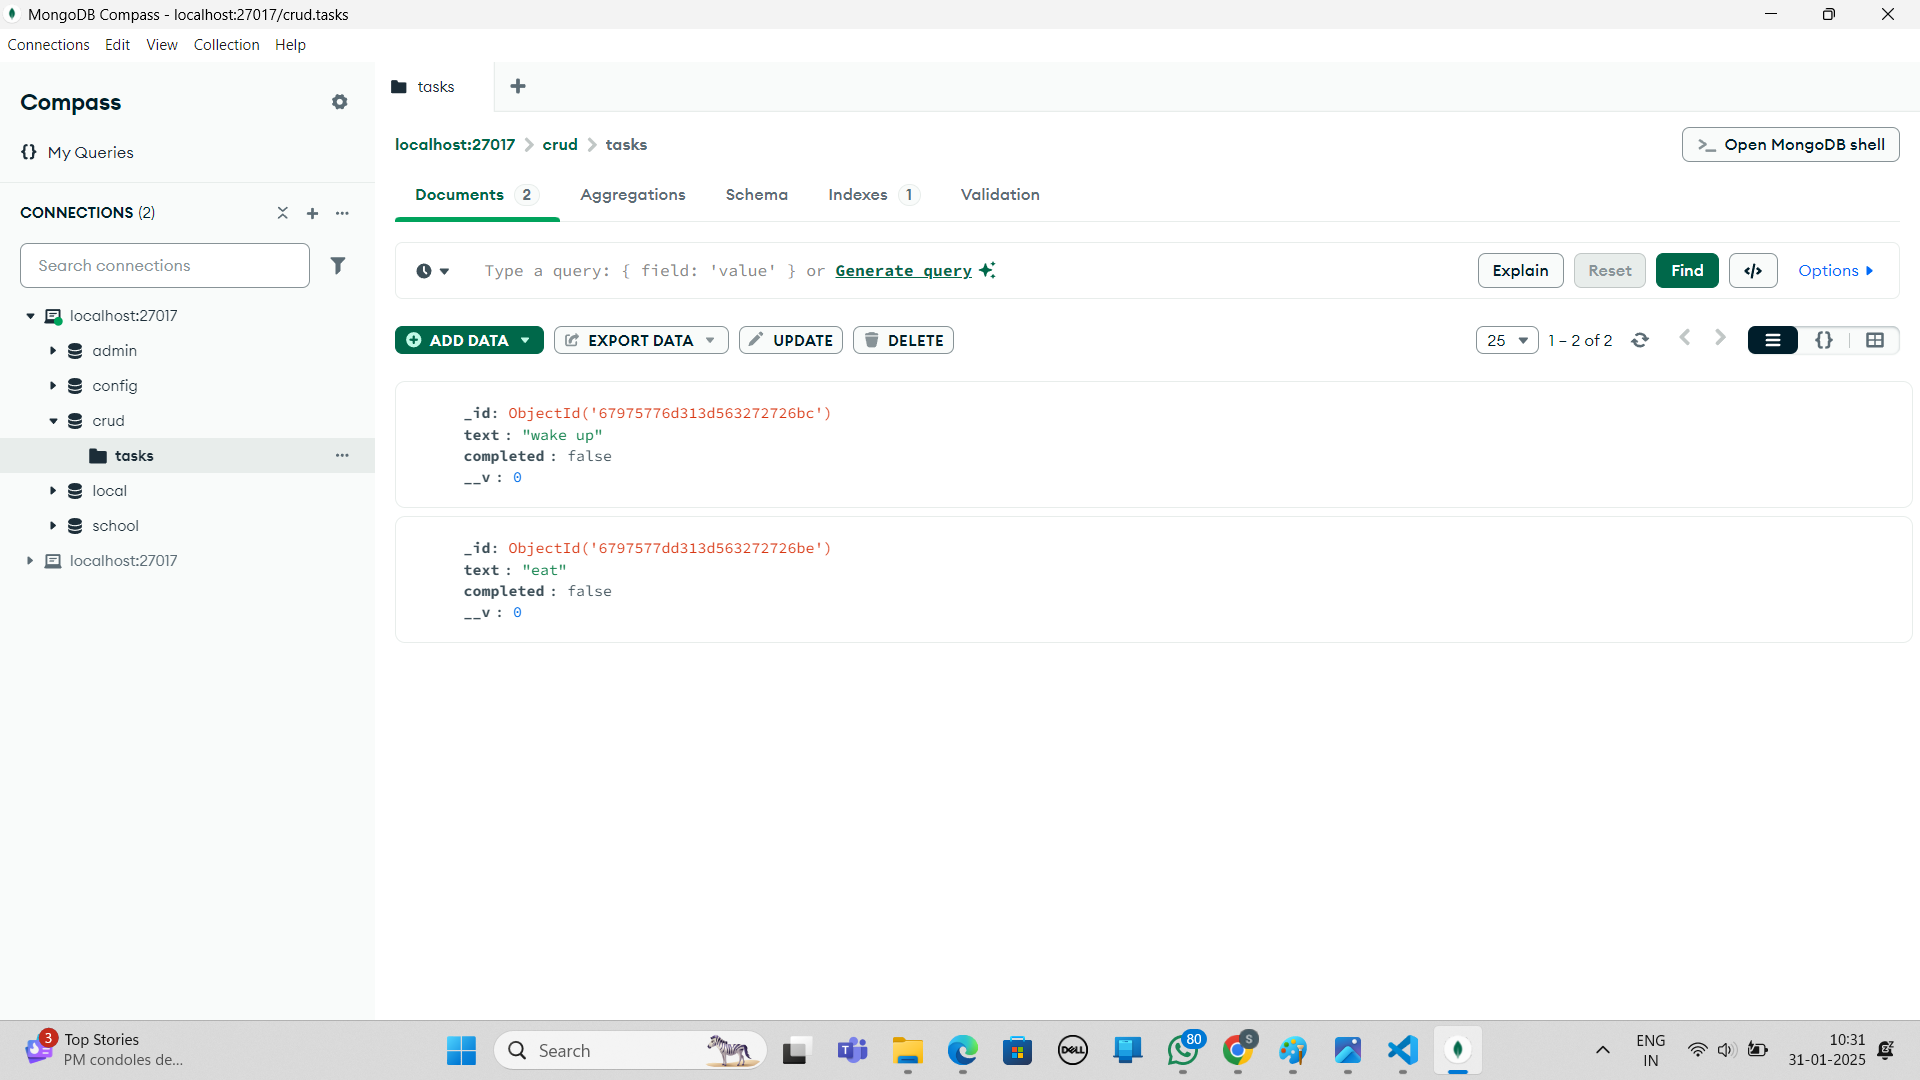 MongoDB Compass - localhost:27017/crud.tasks
Connections Edit View Collection Help
Compass
{} My Queries
CONNECTIONS (2)
Search connections
localhost:27017
admin
config
crud
tasks
local
school
localhost:27017
tasks
localhost:27017 > crud > tasks
>_ Open MongoDB shell
Documents 2 Aggregations Schema Indexes 1 Validation
Type a query: { field: 'value' } or Generate query
Explain Reset Find </> Options
ADD DATA EXPORT DATA UPDATE DELETE
25 1 – 2 of 2 {}
_id: ObjectId('67975776d313d563272726bc')
text : "wake up"
completed : false
__v : 0
_id: ObjectId('6797577dd313d563272726be')
text : "eat"
completed : false
__v : 0
3 Top Stories
PM condoles de...
Search
DELL
80
S
ENG
IN
10:31
31-01-2025